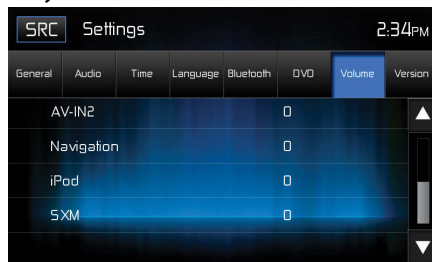 SRC Settings 2:34PM
General Audio Time Language Bluetooth DVD Volume Version
AV-IN2 0
Navigation 0
iPod 0
SXM 0